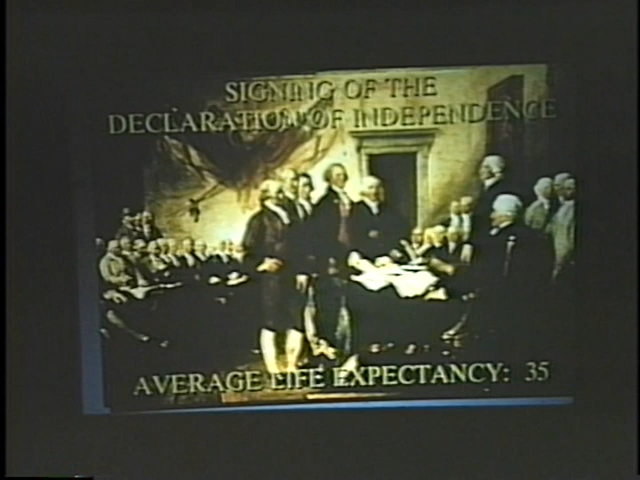 SIGNING OF THE
DECLARATION OF INDEPENDENCE
AVERAGE LIFE EXPECTANCY: 35